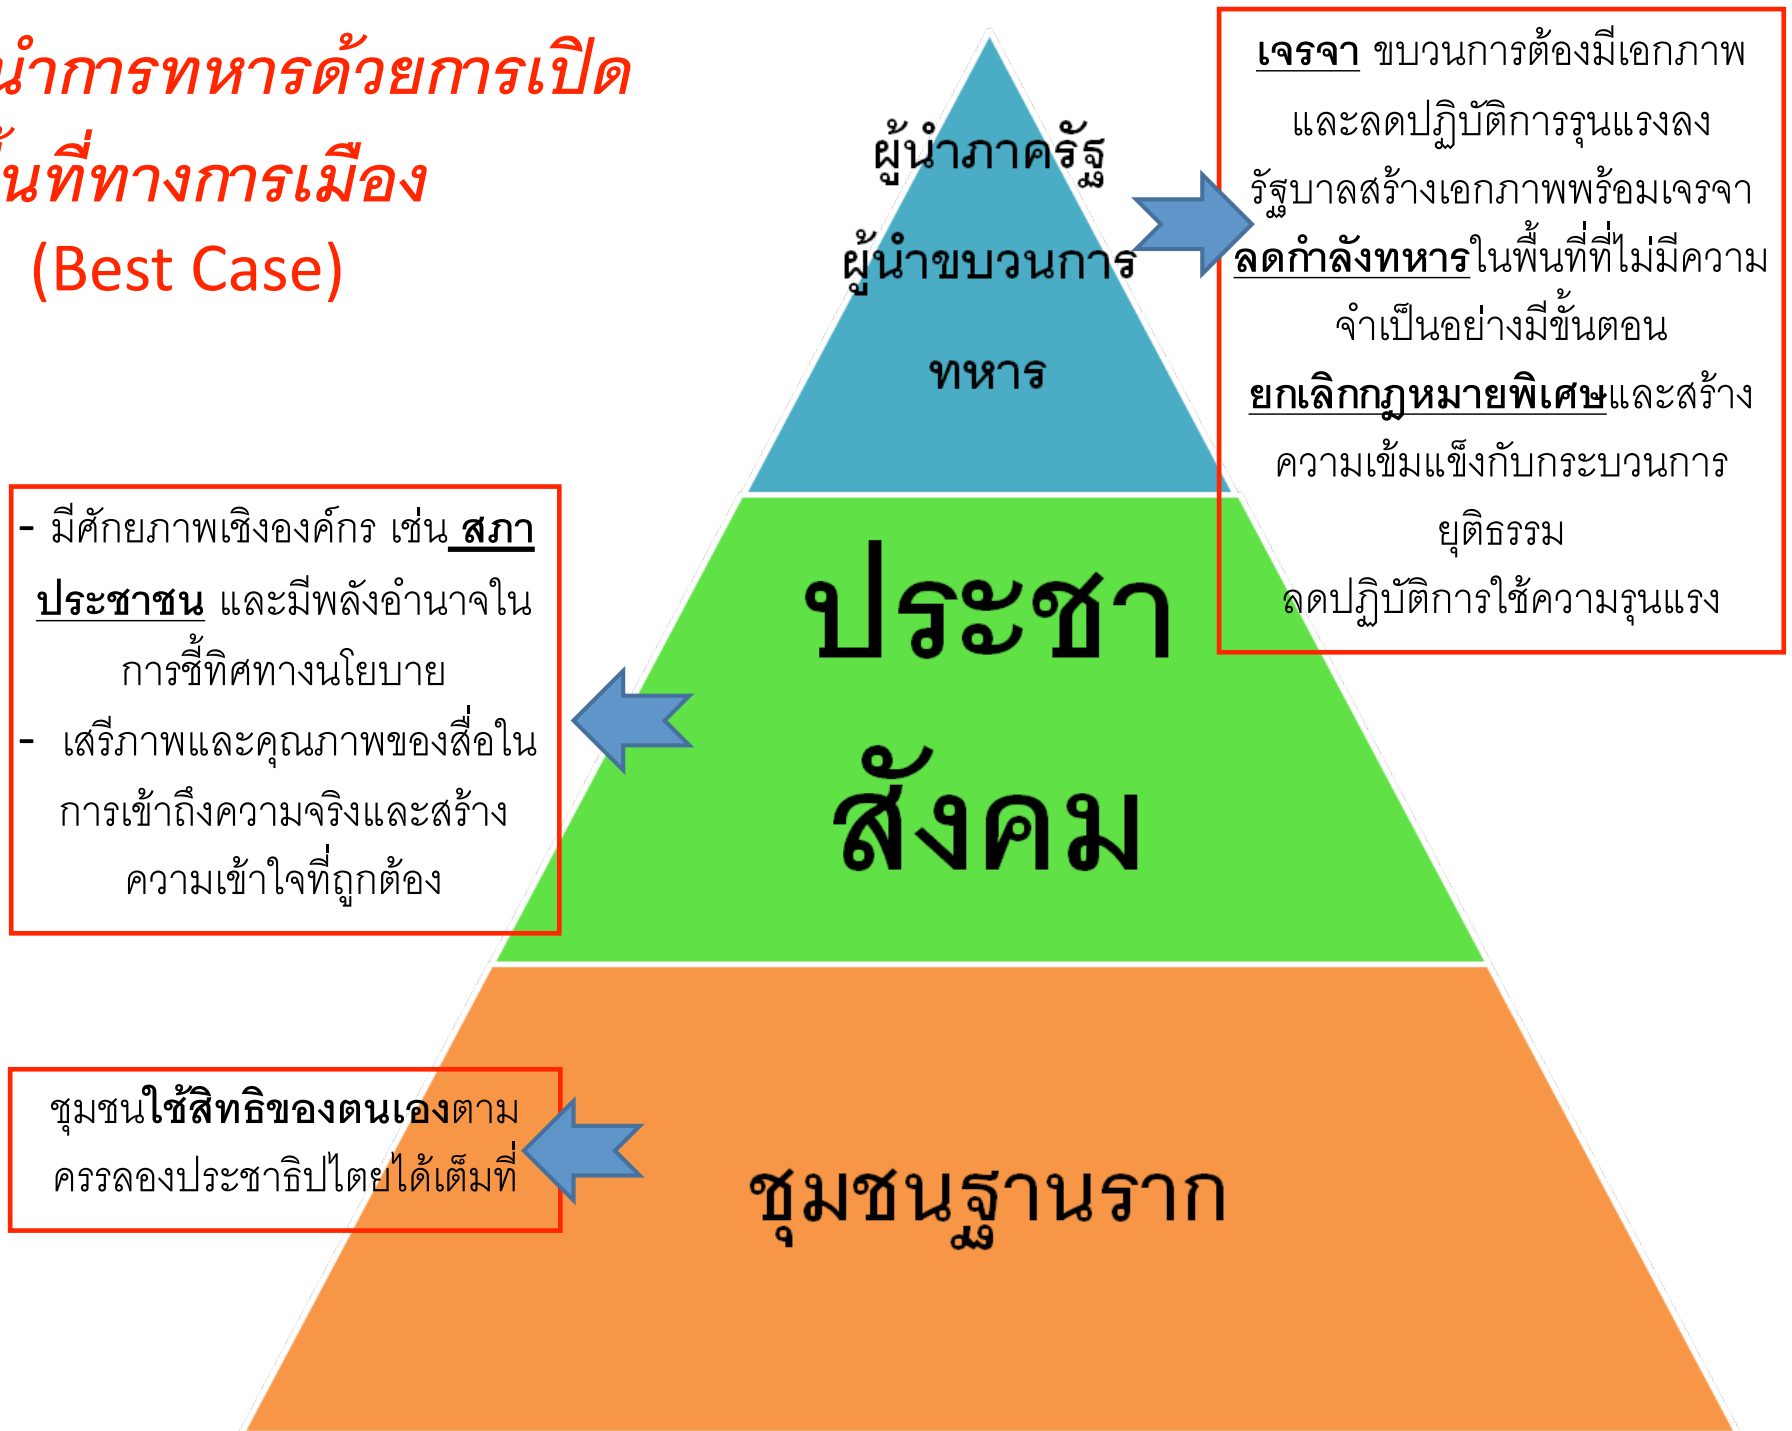 นำการทหารด้วยการเปิด
พื้นที่ทางการเมือง
(Best Case)
ผู้นำภาครัฐ
ผู้นำขบวนการ
ทหาร
เจรจา ขบวนการต้องมีเอกภาพ
และลดปฏิบัติการรุนแรงลง
รัฐบาลสร้างเอกภาพพร้อมเจรจา
ลดกำลังทหารในพื้นที่ที่ไม่มีความ
จำเป็นอย่างมีขั้นตอน
ยกเลิกกฎหมายพิเศษและสร้าง
ความเข้มแข็งกับกระบวนการ
ยุติธรรม
ลดปฏิบัติการใช้ความรุนแรง
- มีศักยภาพเชิงองค์กร เช่น สภา
ประชาชน และมีพลังอำนาจใน
การชี้ทิศทางนโยบาย
- เสรีภาพและคุณภาพของสื่อใน
การเข้าถึงความจริงและสร้าง
ความเข้าใจที่ถูกต้อง
ประชา
สังคม
ชุมชนใช้สิทธิของตนเองตาม
ครรลองประชาธิปไตยได้เต็มที่
ชุมชนฐานราก